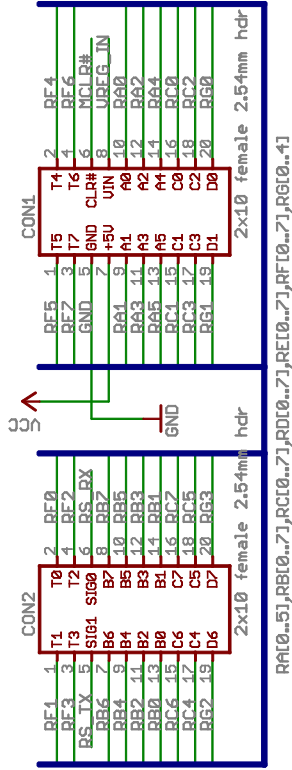 RF4
RF6
MCLR#
VREG_IN
RA0
RA2
RA4
RC0
RC2
RG0
2 4 6 8 10 12 14 16 18 20
CON1
T4 T6 CLR# VIN A0 A2 A4 C0 C2 D0
T5 T7 GND +5V A1 A3 A5 C1 C3 D1
2x10 female 2.54mm hdr
1 3 5 7 9 11 13 15 17 19
RF5
RF7
GND
RA1
RA3
RA5
RC1
RC3
RG1
VCC
GND
RF0
RF2
RS_RX
RB7
RB5
RB3
RB1
RC7
RC5
RG3
2 4 6 8 10 12 14 16 18 20
CON2
T0 T2 SIG0 B7 B5 B3 B1 C7 C5 D7
T1 T3 SIG1 B6 B4 B2 B0 C6 C4 D6
2x10 female 2.54mm hdr
1 3 5 7 9 11 13 15 17 19
RF1
RF3
RS_TX
RB6
RB4
RB2
RB0
RC6
RC4
RG2
RA[0..5],RB[0..7],RC[0..7],RD[0..7],RE[0..7],RF[0..7],RG[0..4]